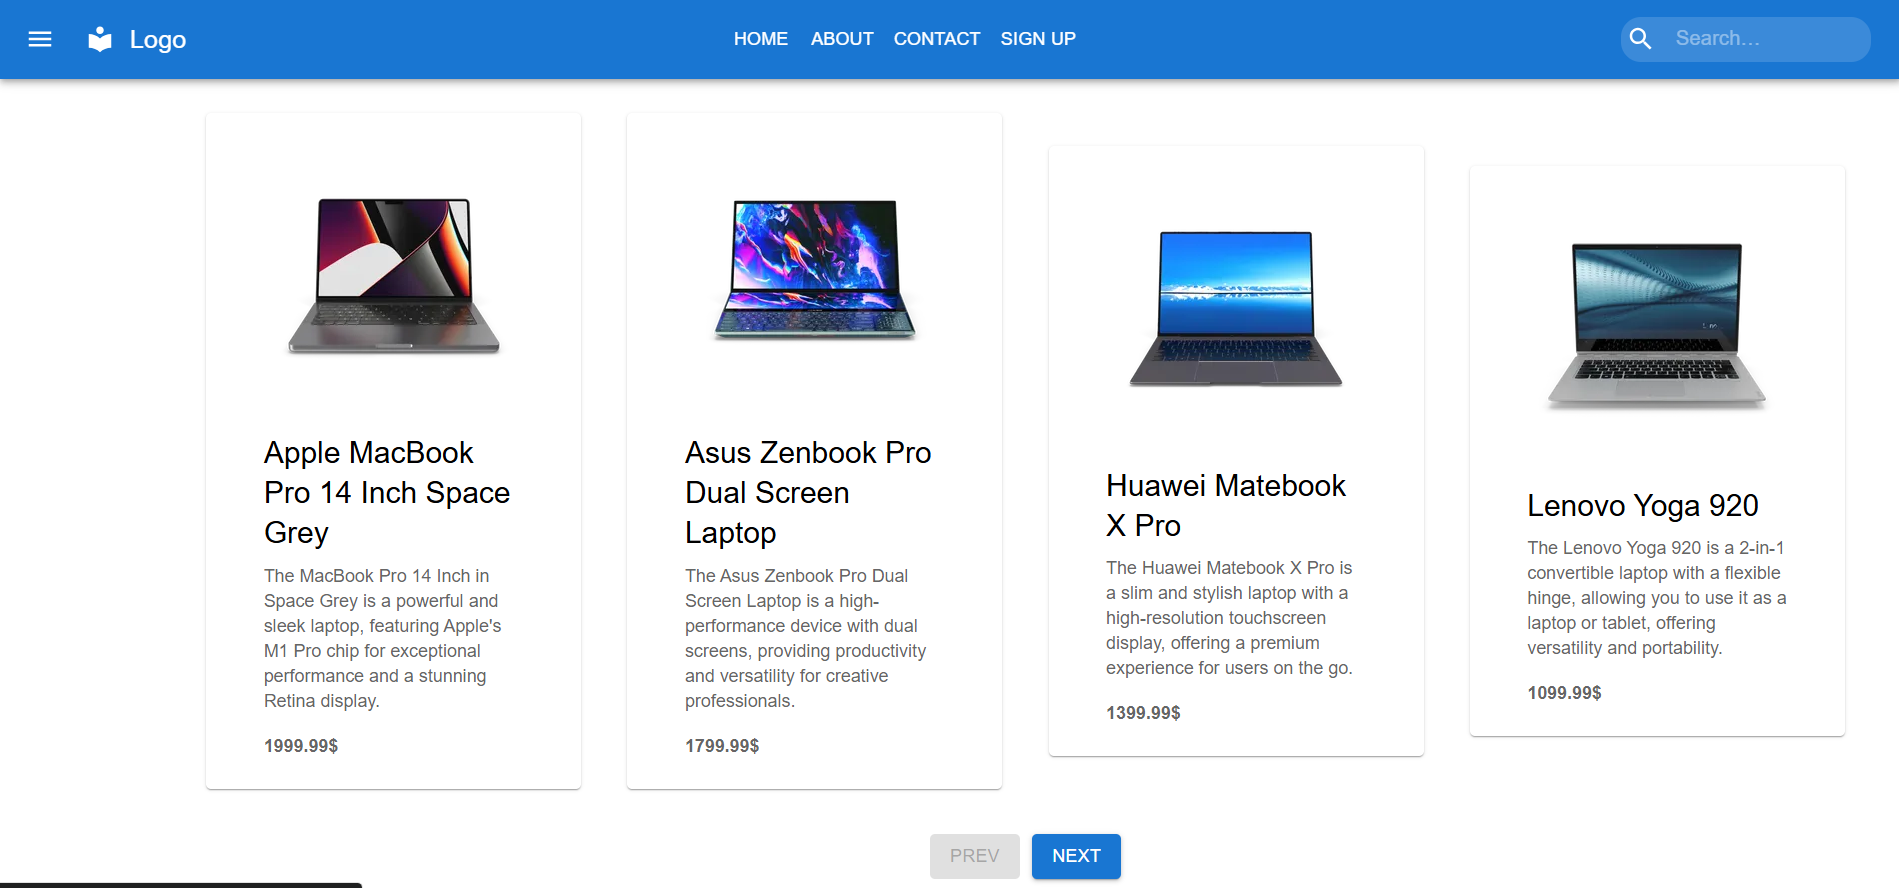 Logo
HOME ABOUT CONTACT SIGN UP
Search...
Apple MacBook
Pro 14 Inch Space
Grey
The MacBook Pro 14 Inch in
Space Grey is a powerful and
sleek laptop, featuring Apple's
M1 Pro chip for exceptional
performance and a stunning
Retina display.
1999.99$
Asus Zenbook Pro
Dual Screen
Laptop
The Asus Zenbook Pro Dual
Screen Laptop is a high-
performance device with dual
screens, providing productivity
and versatility for creative
professionals.
1799.99$
Huawei Matebook
X Pro
The Huawei Matebook X Pro is
a slim and stylish laptop with a
high-resolution touchscreen
display, offering a premium
experience for users on the go.
1399.99$
Lenovo Yoga 920
The Lenovo Yoga 920 is a 2-in-1
convertible laptop with a flexible
hinge, allowing you to use it as a
laptop or tablet, offering
versatility and portability.
1099.99$
PREV NEXT